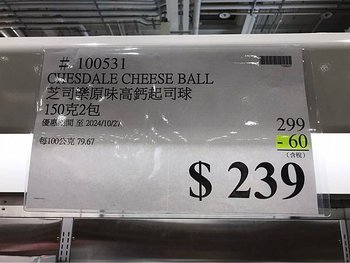 #. 100531
CHESDALE CHEESE BALL
芝司樂原味高鈣起司球
150克2包
優惠期間 至 2024/10/27
299
-60
(含稅)
每100公克 79.67
$ 239